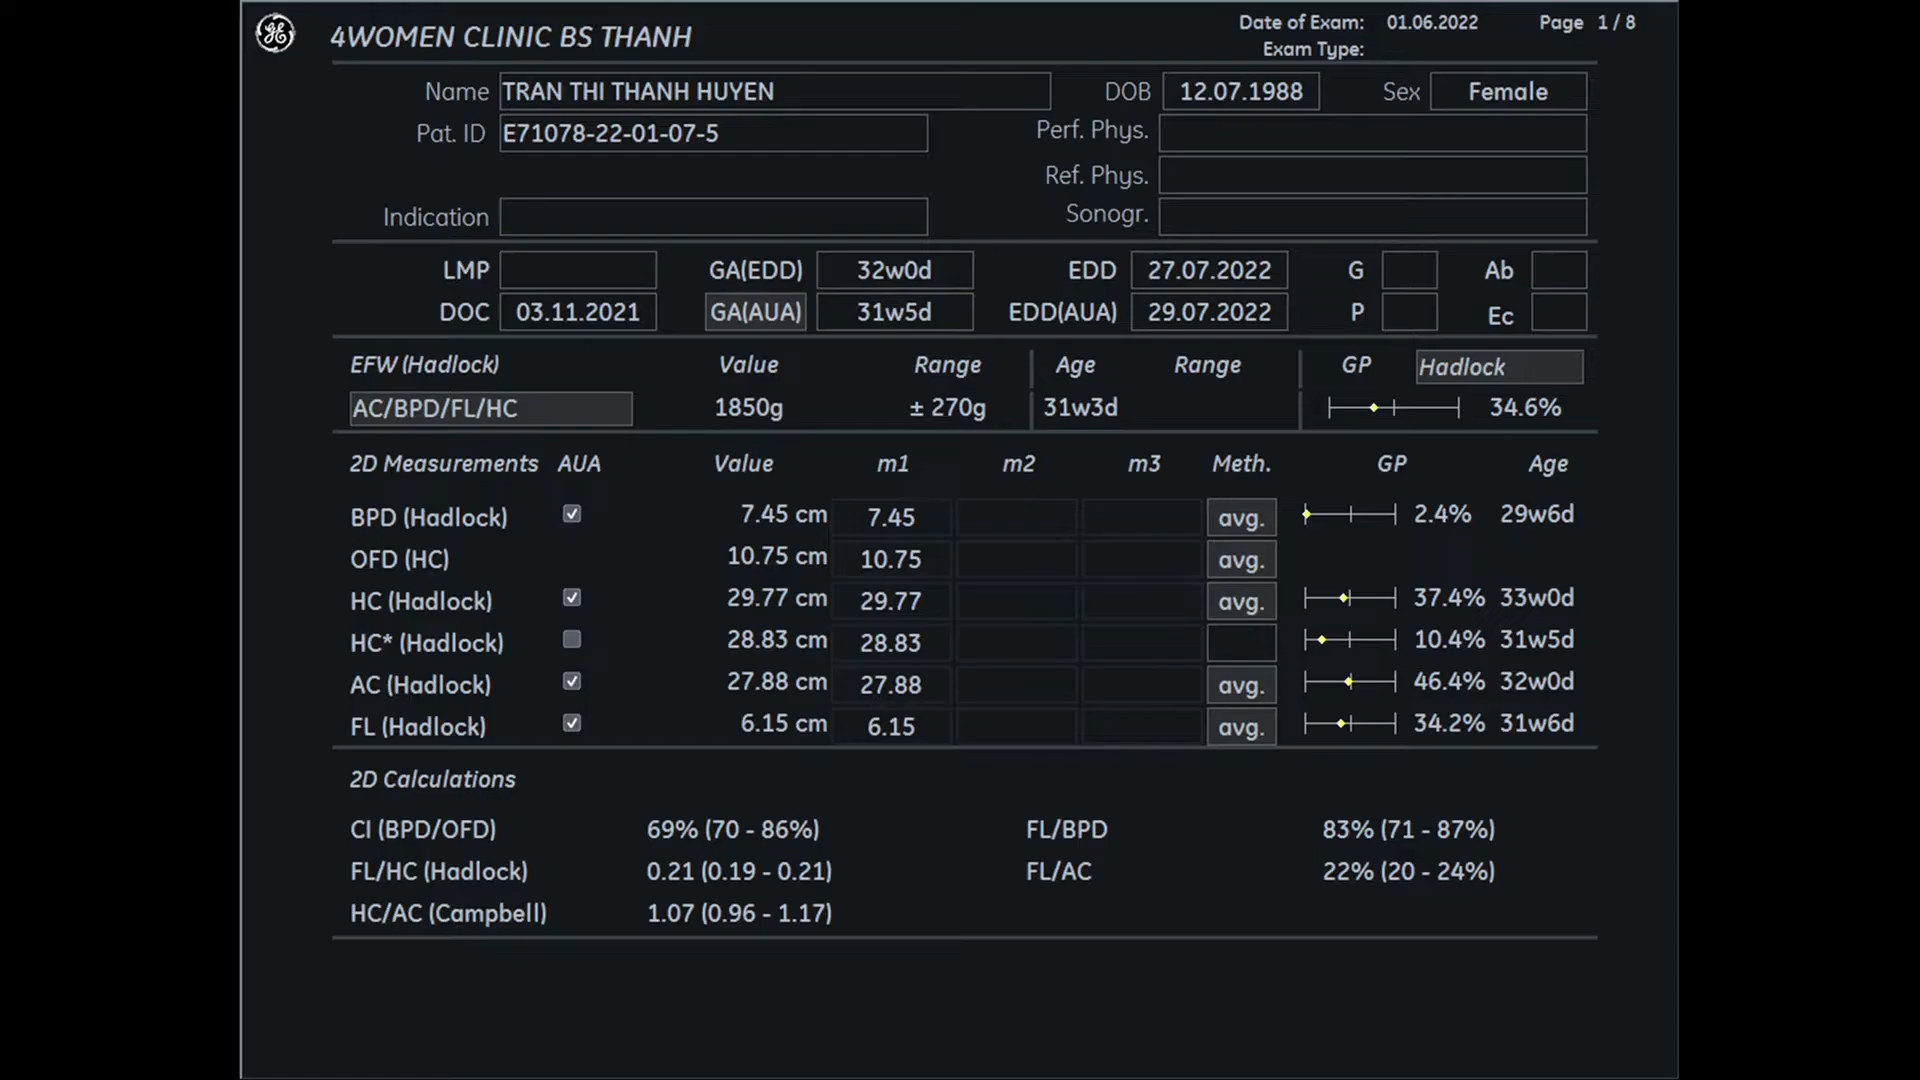 4WOMEN CLINIC BS THANH Date of Exam: 01.06.2022 Page 1 / 8
Exam Type:
Name TRAN THI THANH HUYEN DOB 12.07.1988 Sex Female
Pat. ID E71078-22-01-07-5 Perf. Phys.
Ref. Phys.
Indication Sonogr.
LMP GA(EDD) 32w0d EDD 27.07.2022 G Ab
DOC 03.11.2021 GA(AUA) 31w5d EDD(AUA) 29.07.2022 P Ec
EFW (Hadlock) Value Range Age Range GP Hadlock
AC/BPD/FL/HC 1850g ± 270g 31w3d 34.6%
2D Measurements AUA Value m1 m2 m3 Meth. GP Age
BPD (Hadlock) 7.45 cm 7.45 avg. 2.4% 29w6d
OFD (HC) 10.75 cm 10.75 avg.
HC (Hadlock) 29.77 cm 29.77 avg. 37.4% 33w0d
HC* (Hadlock) 28.83 cm 28.83 10.4% 31w5d
AC (Hadlock) 27.88 cm 27.88 avg. 46.4% 32w0d
FL (Hadlock) 6.15 cm 6.15 avg. 34.2% 31w6d
2D Calculations
CI (BPD/OFD) 69% (70 - 86%) FL/BPD 83% (71 - 87%)
FL/HC (Hadlock) 0.21 (0.19 - 0.21) FL/AC 22% (20 - 24%)
HC/AC (Campbell) 1.07 (0.96 - 1.17)